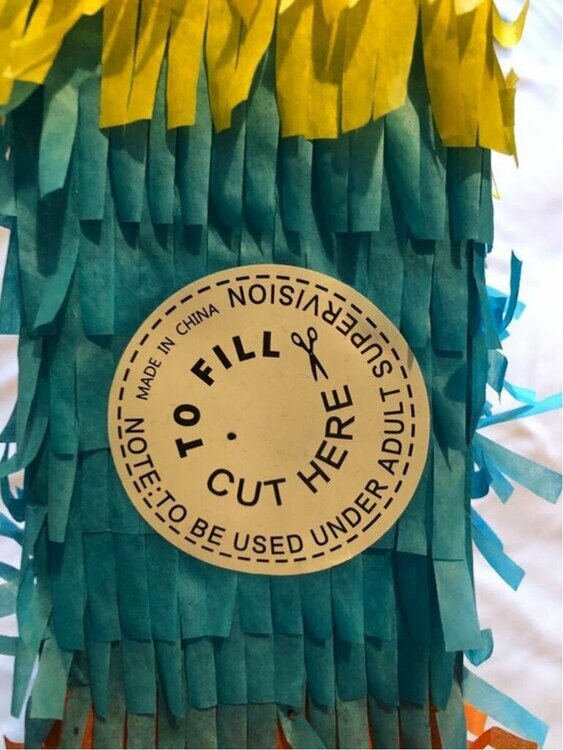 TO FILL
CUT HERE
NOTE:TO BE USED UNDER ADULT SUPERVISION
MADE IN CHINA